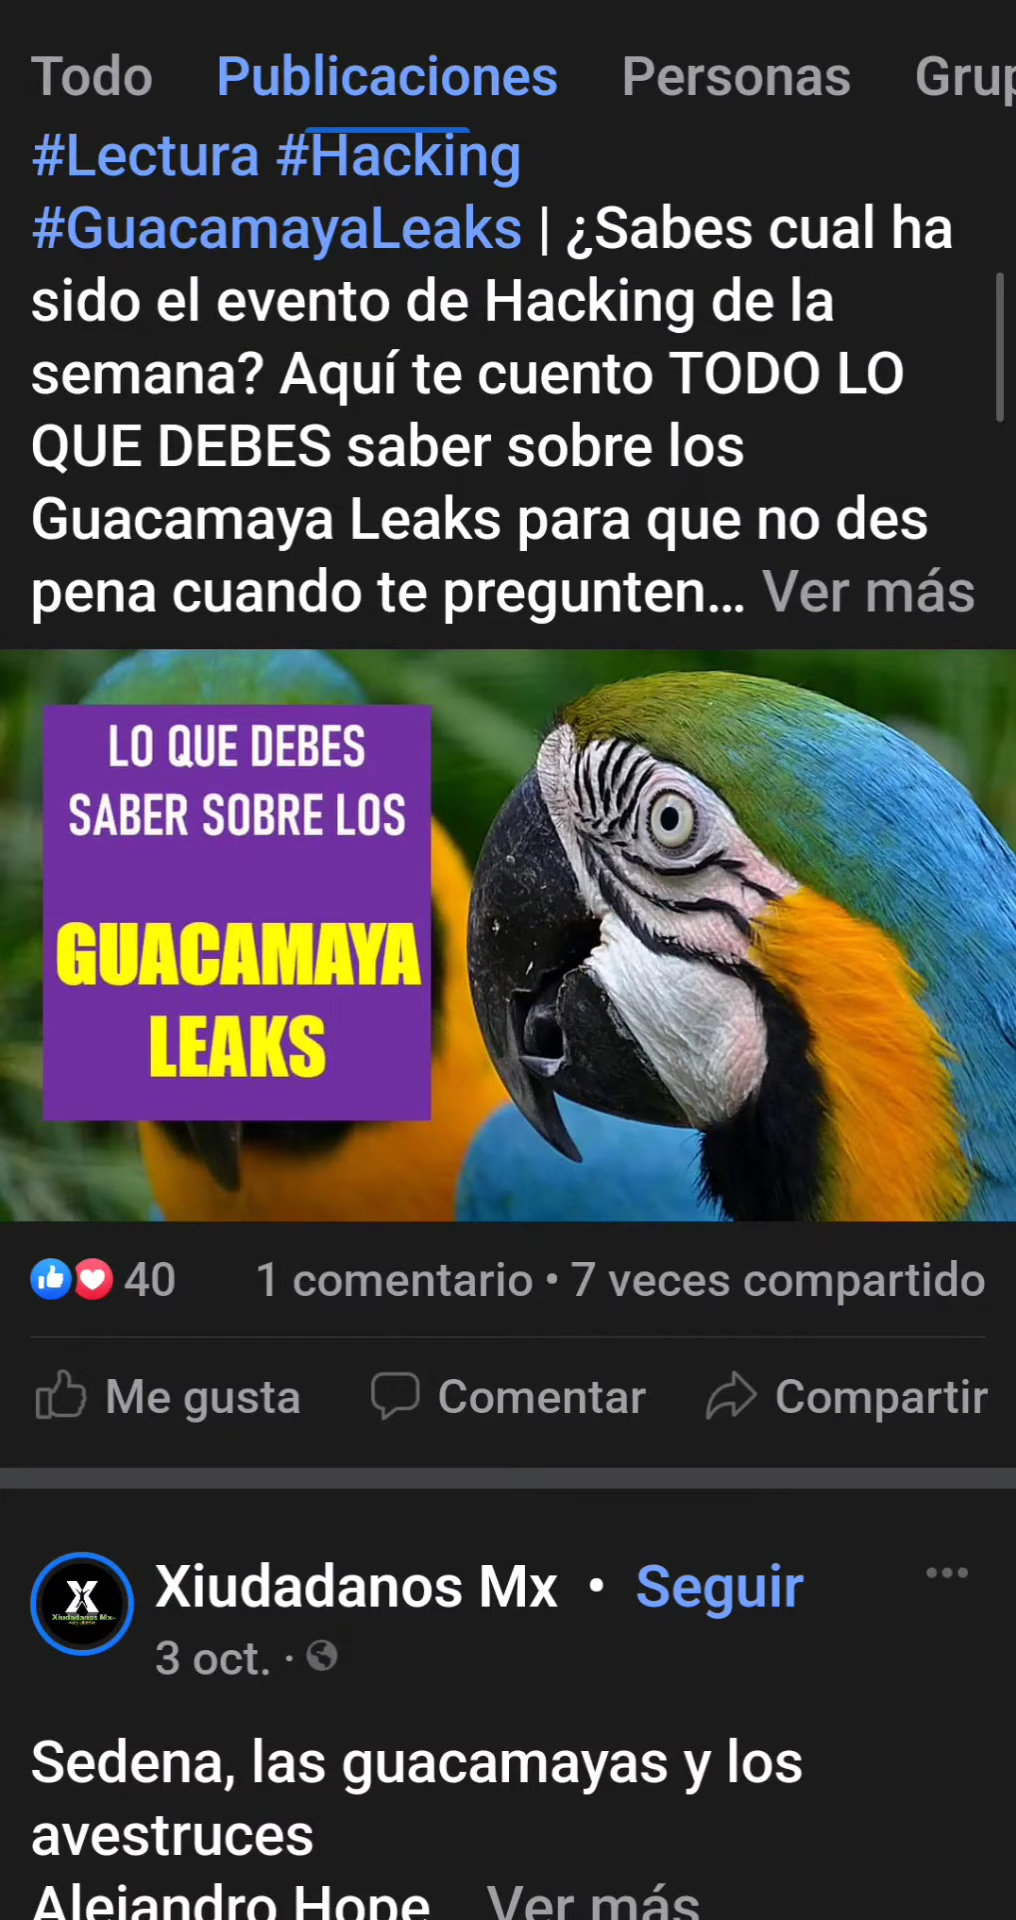 Todo Publicaciones Personas Grup
#Lectura #Hacking
#GuacamayaLeaks | ¿Sabes cual ha
sido el evento de Hacking de la
semana? Aquí te cuento TODO LO
QUE DEBES saber sobre los
Guacamaya Leaks para que no des
pena cuando te pregunten... Ver más
LO QUE DEBES
SABER SOBRE LOS
GUACAMAYA
LEAKS
40 1 comentario • 7 veces compartido
Me gusta Comentar Compartir
X
Xiudadanos Mx-
Xiudadanos Mx • Seguir
3 oct. ·
Sedena, las guacamayas y los
avestruces
Alejandro Hope... Ver más